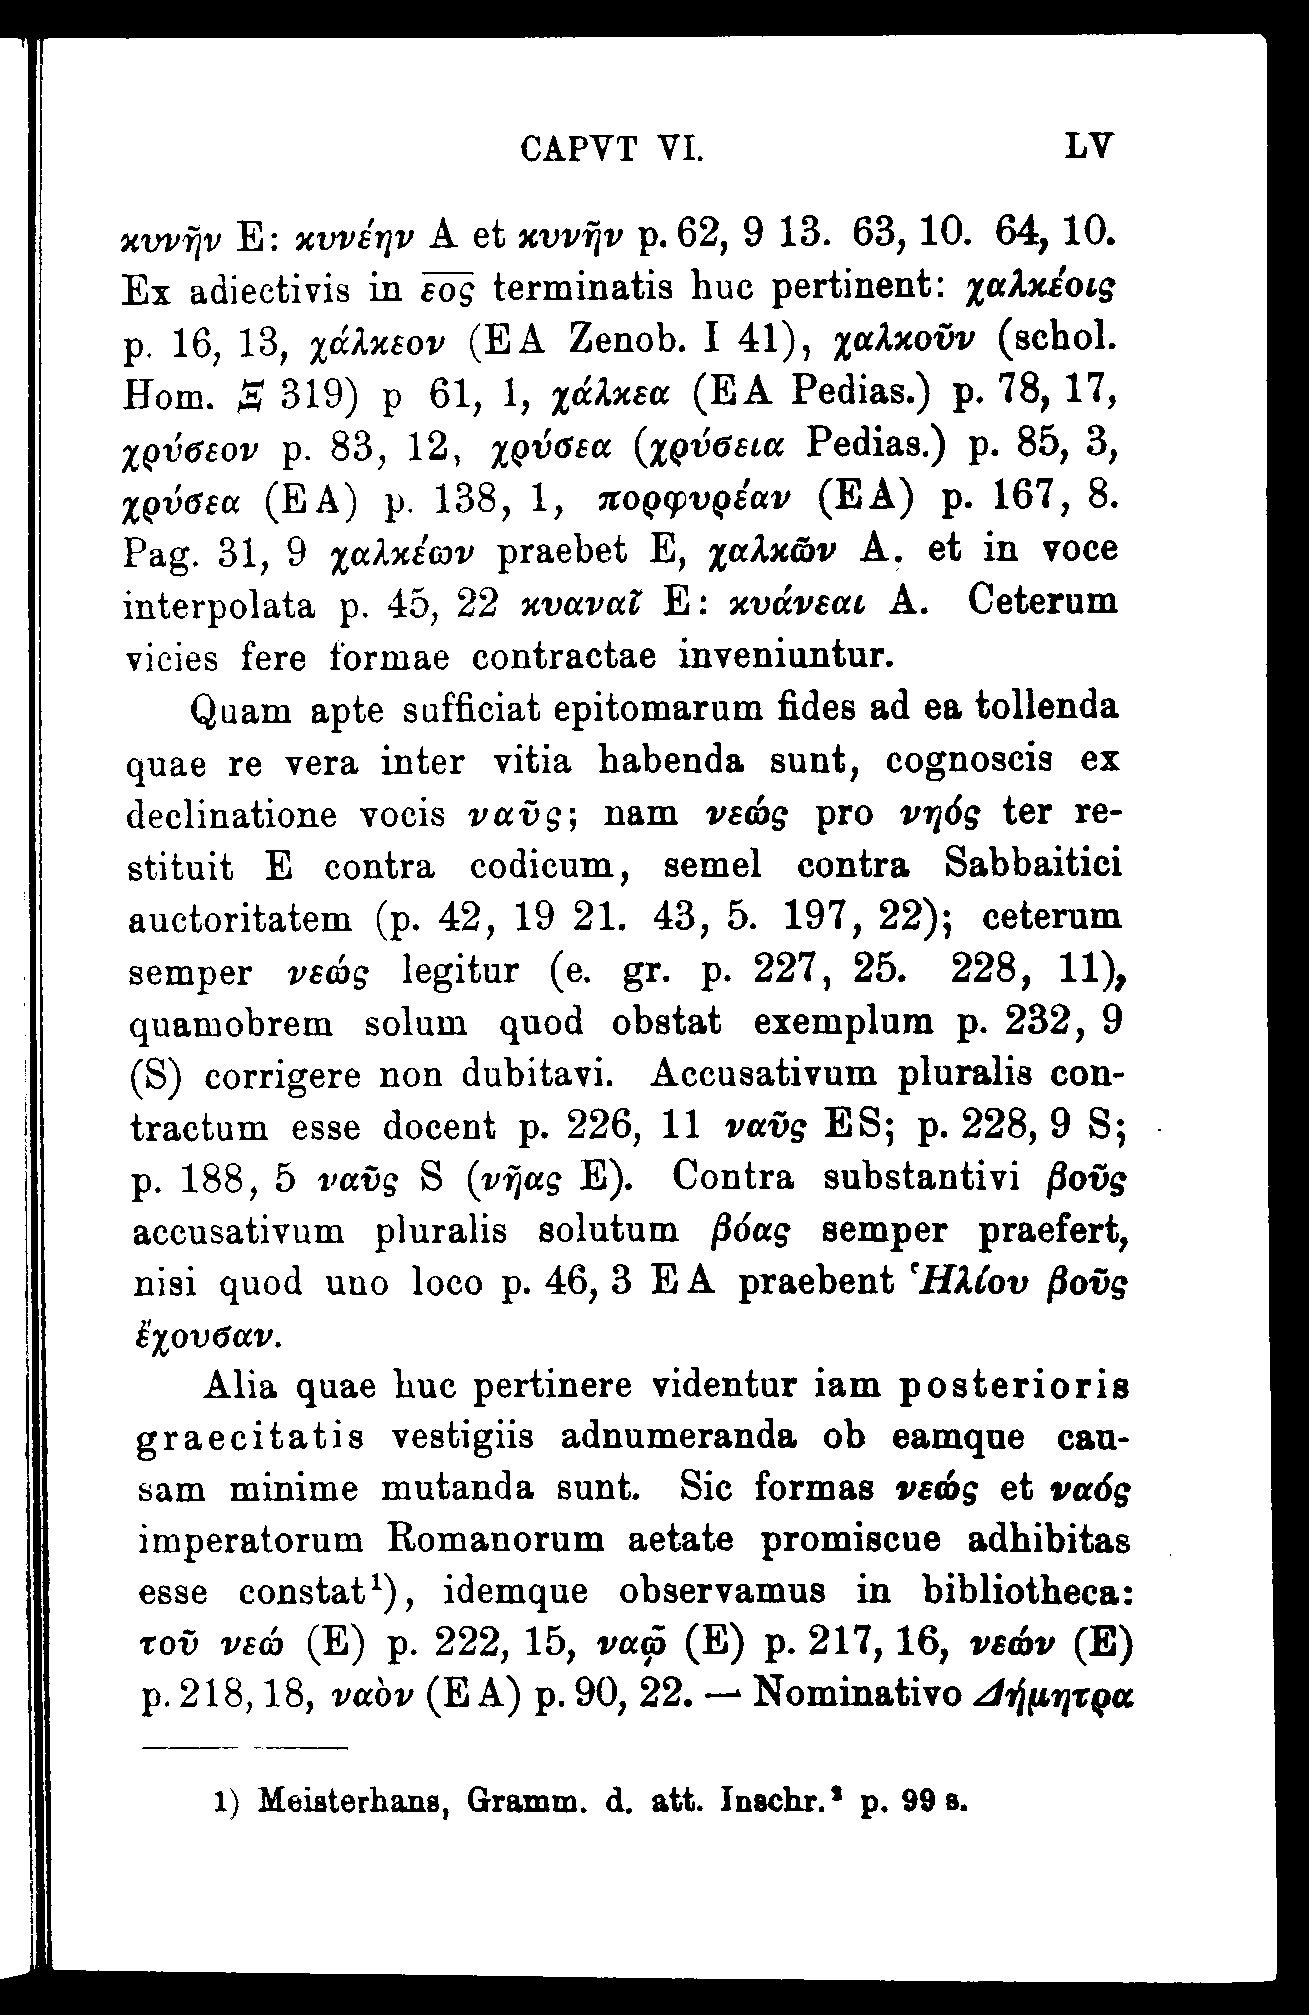 CAPVT VI. LV
κυνῆν E: κυνέην A et κυνῆν p. 62, 9 13. 63, 10. 64, 10.
Ex adiectivis in εος terminatis huc pertinent: χαλκέοις
p. 16, 13, χάλκεον (EA Zenob. I 41), χαλκοῦν (schol.
Hom. Ξ 319) p 61, 1, χάλκεα (EA Pedias.) p. 78, 17,
χρύσεον p. 83, 12, χρύσεα (χρύσεια Pedias.) p. 85, 3,
χρύσεα (EA) p. 138, 1, πορφυρέαν (EA) p. 167, 8.
Pag. 31, 9 χαλκέων praebet E, χαλκῶν A, et in voce
interpolata p. 45, 22 κυαναῖ E: κυάνεαι A. Ceterum
vicies fere formae contractae inveniuntur.
Quam apte sufficiat epitomarum fides ad ea tollenda
quae re vera inter vitia habenda sunt, cognoscis ex
declinatione vocis ναῦς; nam νεώς pro νηός ter re-
stituit E contra codicum, semel contra Sabbaitici
auctoritatem (p. 42, 19 21. 43, 5. 197, 22); ceterum
semper νεώς legitur (e. gr. p. 227, 25. 228, 11),
quamobrem solum quod obstat exemplum p. 232, 9
(S) corrigere non dubitavi. Accusativum pluralis con-
tractum esse docent p. 226, 11 ναῦς ES; p. 228, 9 S;
p. 188, 5 ναῦς S (νῆας E). Contra substantivi βοῦς
accusativum pluralis solutum βόας semper praefert,
nisi quod uno loco p. 46, 3 EA praebent Ἡλίου βοῦς
ἔχουσαν.
Alia quae huc pertinere videntur iam posterioris
graecitatis vestigiis adnumeranda ob eamque cau-
sam minime mutanda sunt. Sic formas νεώς et ναός
imperatorum Romanorum aetate promiscue adhibitas
esse constat¹), idemque observamus in bibliotheca:
τοῦ νεώ (E) p. 222, 15, ναῷ (E) p. 217, 16, νεών (E)
p. 218, 18, ναὸν (EA) p. 90, 22. — Nominativo Δήμητρα
1) Meisterhans, Gramm. d. att. Inschr.² p. 99 s.